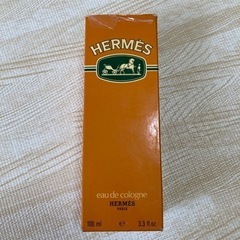 HERMÈS
eau de cologne
HERMÈS
PARIS
100 ml e 3.3 fl.oz.